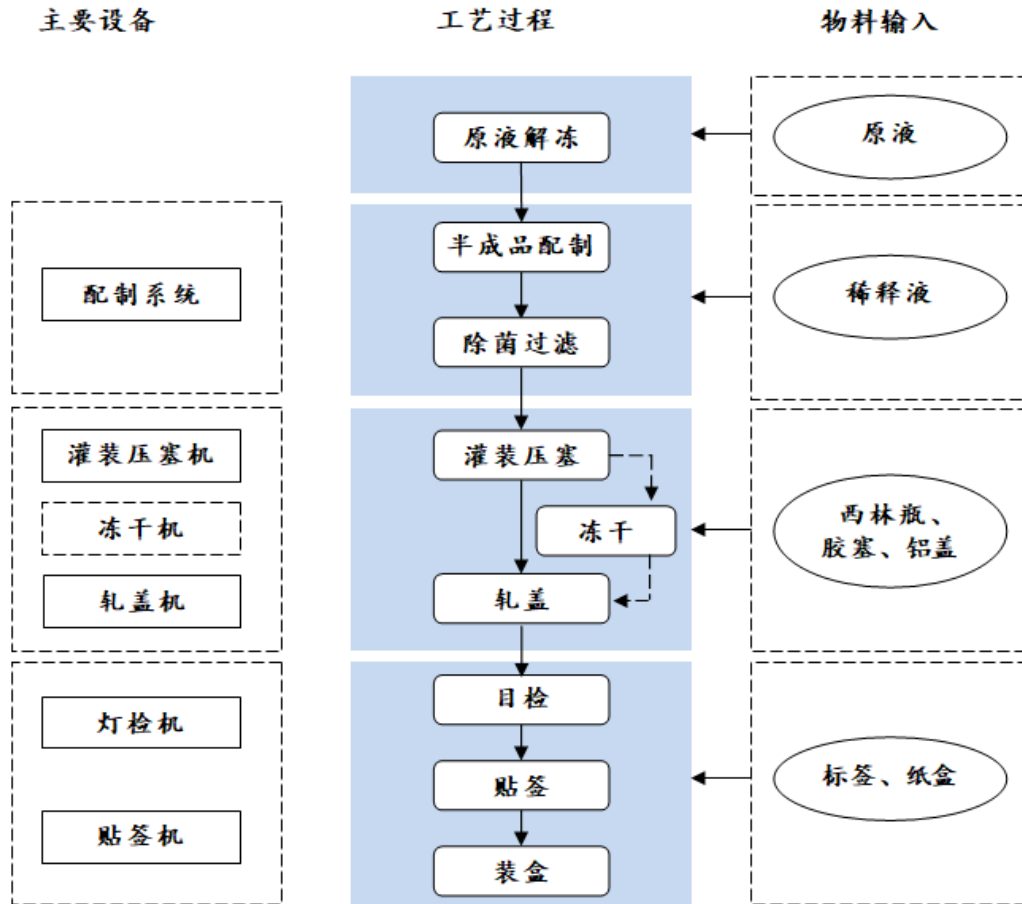 主要设备
工艺过程
物料输入
原液解冻
原液
半成品配制
配制系统
稀释液
除菌过滤
灌装压塞机
灌装压塞
冻干机
冻干
西林瓶、
胶塞、铝盖
轧盖机
轧盖
灯检机
目检
贴签
标签、纸盒
贴签机
装盒